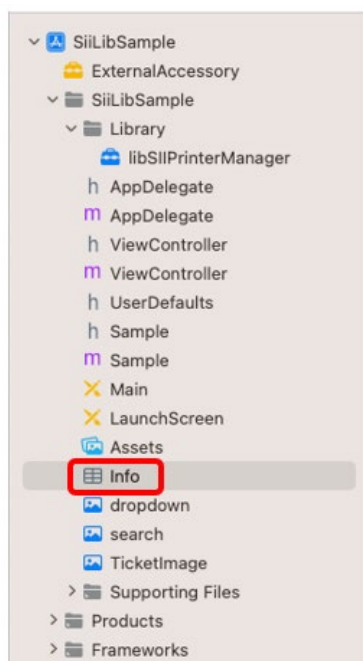 SiiLibSample
ExternalAccessory
SiiLibSample
Library
libSIIPrinterManager
h AppDelegate
m AppDelegate
h ViewController
m ViewController
h UserDefaults
h Sample
m Sample
Main
LaunchScreen
Assets
Info
dropdown
search
TicketImage
Supporting Files
Products
Frameworks